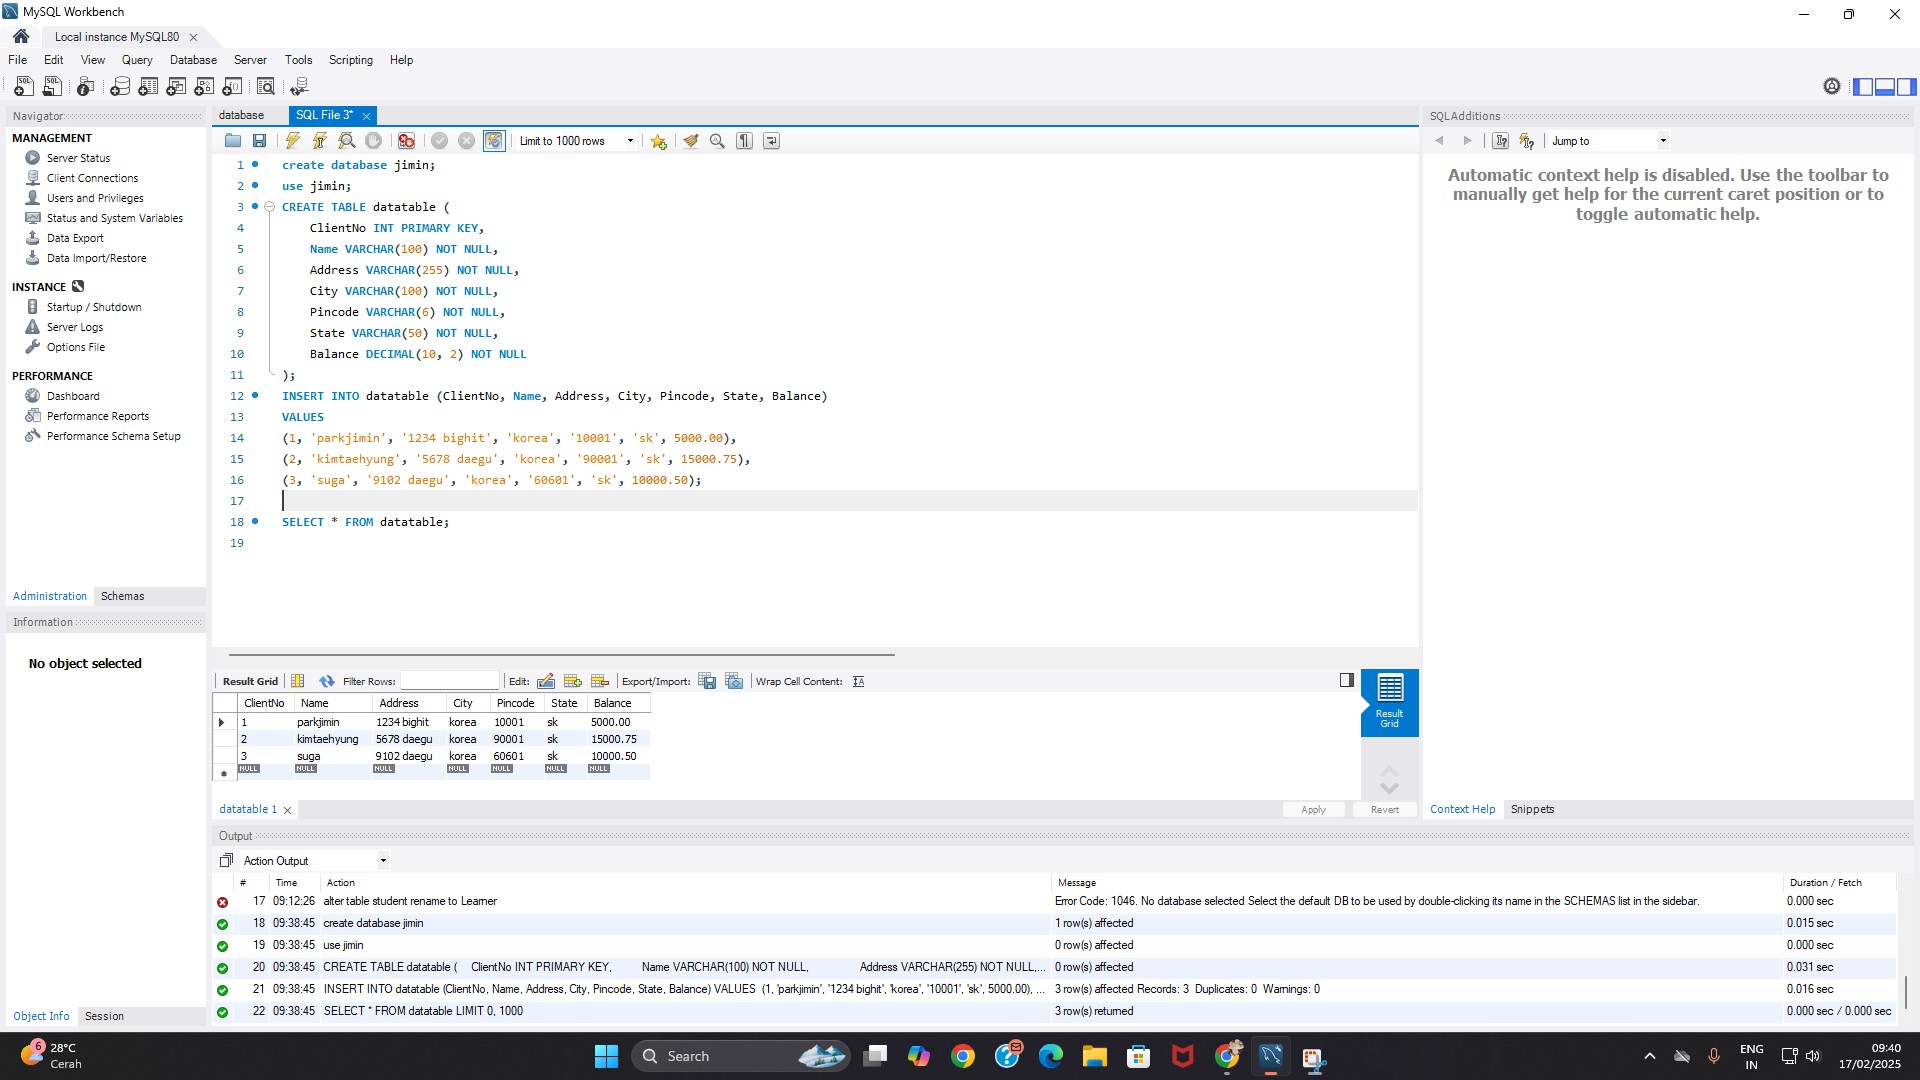 MySQL Workbench
Local instance MySQL80
File Edit View Query Database Server Tools Scripting Help
Navigator
MANAGEMENT
Server Status
Client Connections
Users and Privileges
Status and System Variables
Data Export
Data Import/Restore
INSTANCE
Startup / Shutdown
Server Logs
Options File
PERFORMANCE
Dashboard
Performance Reports
Performance Schema Setup
Administration Schemas
Information
No object selected
Object Info Session
database SQL File 3*
Limit to 1000 rows
1 create database jimin;
2 use jimin;
3 CREATE TABLE datatable (
4 ClientNo INT PRIMARY KEY,
5 Name VARCHAR(100) NOT NULL,
6 Address VARCHAR(255) NOT NULL,
7 City VARCHAR(100) NOT NULL,
8 Pincode VARCHAR(6) NOT NULL,
9 State VARCHAR(50) NOT NULL,
10 Balance DECIMAL(10, 2) NOT NULL
11 );
12 INSERT INTO datatable (ClientNo, Name, Address, City, Pincode, State, Balance)
13 VALUES
14 (1, 'parkjimin', '1234 bighit', 'korea', '10001', 'sk', 5000.00),
15 (2, 'kimtaehyung', '5678 daegu', 'korea', '90001', 'sk', 15000.75),
16 (3, 'suga', '9102 daegu', 'korea', '60601', 'sk', 10000.50);
17
18 SELECT * FROM datatable;
19
Result Grid Filter Rows: Edit: Export/Import: Wrap Cell Content:
ClientNo Name Address City Pincode State Balance
1 parkjimin 1234 bighit korea 10001 sk 5000.00
2 kimtaehyung 5678 daegu korea 90001 sk 15000.75
3 suga 9102 daegu korea 60601 sk 10000.50
NULL NULL NULL NULL NULL NULL NULL
Result
Grid
datatable 1 Apply Revert
SQLAdditions
Jump to
Automatic context help is disabled. Use the toolbar to
manually get help for the current caret position or to
toggle automatic help.
Context Help Snippets
Output
Action Output
# Time Action Message Duration / Fetch
17 09:12:26 alter table student rename to Learner Error Code: 1046. No database selected Select the default DB to be used by double-clicking its name in the SCHEMAS list in the sidebar. 0.000 sec
18 09:38:45 create database jimin 1 row(s) affected 0.015 sec
19 09:38:45 use jimin 0 row(s) affected 0.000 sec
20 09:38:45 CREATE TABLE datatable ( ClientNo INT PRIMARY KEY, Name VARCHAR(100) NOT NULL, Address VARCHAR(255) NOT NULL,... 0 row(s) affected 0.031 sec
21 09:38:45 INSERT INTO datatable (ClientNo, Name, Address, City, Pincode, State, Balance) VALUES (1, 'parkjimin', '1234 bighit', 'korea', '10001', 'sk', 5000.00), ... 3 row(s) affected Records: 3 Duplicates: 0 Warnings: 0 0.016 sec
22 09:38:45 SELECT * FROM datatable LIMIT 0, 1000 3 row(s) returned 0.000 sec / 0.000 sec
6
28°C
Cerah
Search
ENG
IN
09:40
17/02/2025